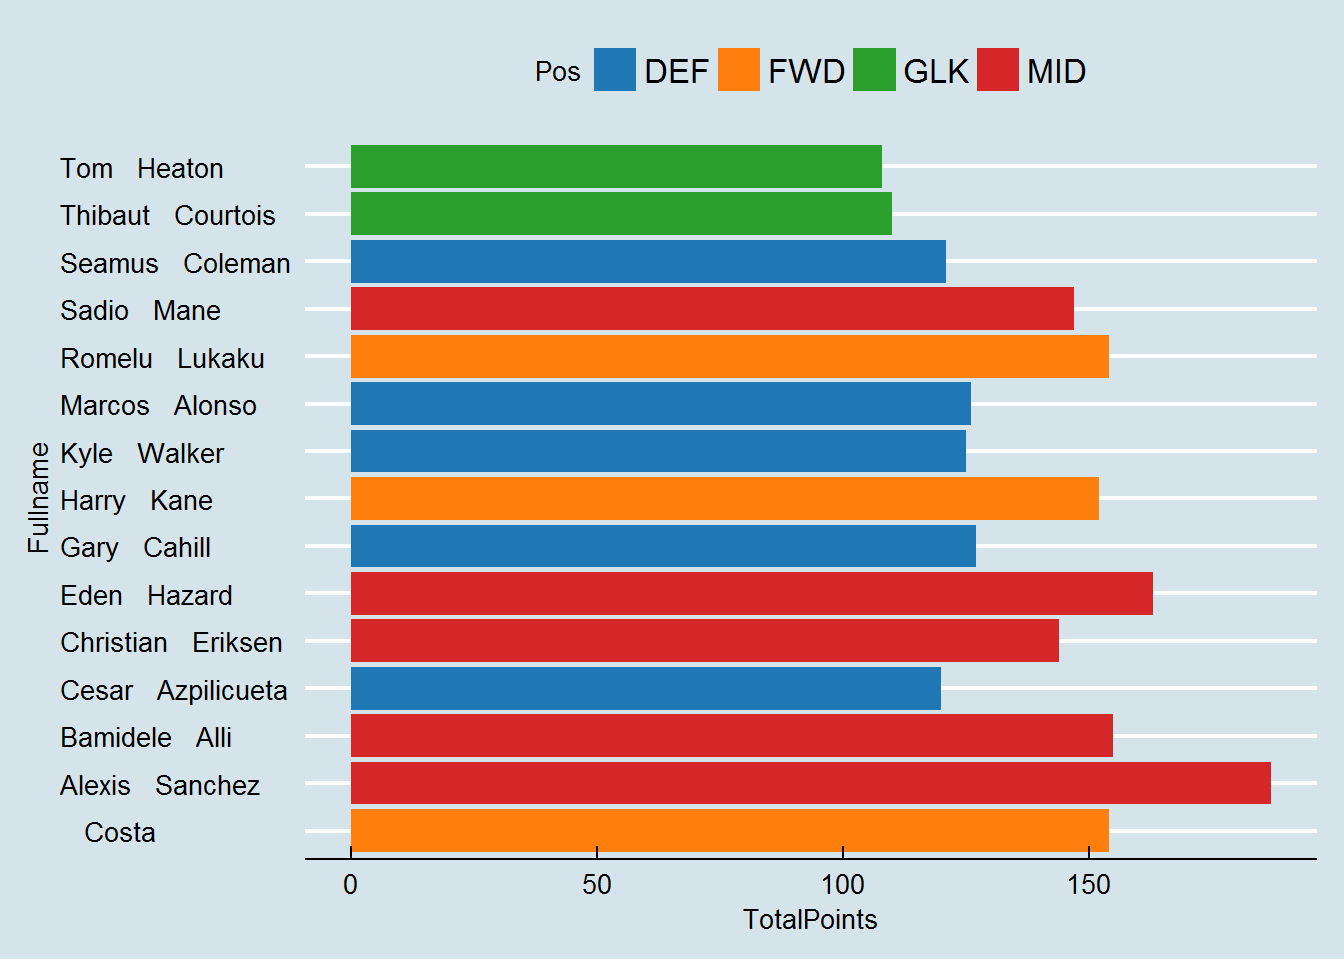 Pos DEF FWD GLK MID
Tom Heaton
Thibaut Courtois
Seamus Coleman
Sadio Mane
Romelu Lukaku
Marcos Alonso
Kyle Walker
Harry Kane
Gary Cahill
Eden Hazard
Christian Eriksen
Cesar Azpilicueta
Bamidele Alli
Alexis Sanchez
Costa
Fullname
0 50 100 150
TotalPoints